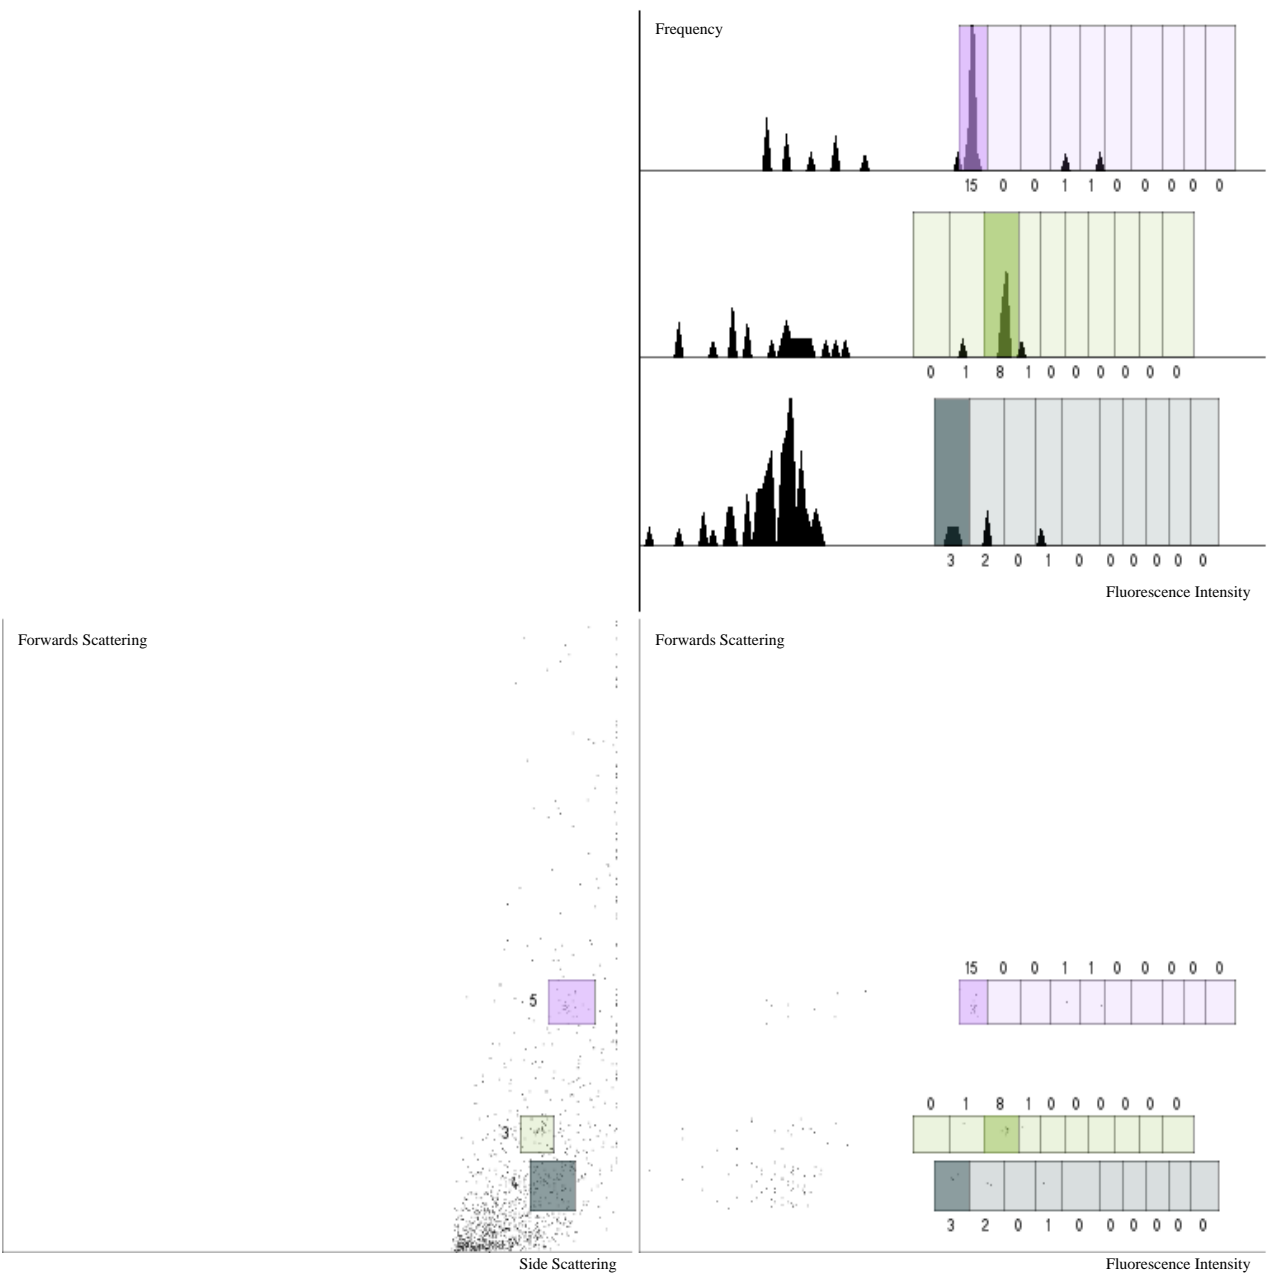 Frequency
15 0 0 1 1 0 0 0 0 0
0 1 8 1 0 0 0 0 0 0 0
3 2 0 1 0 0 0 0 0 0
Fluorescence Intensity
Forwards Scattering
Forwards Scattering
15 0 0 1 1 0 0 0 0 0
5
0 1 8 1 0 0 0 0 0 0 0
3
4
3 2 0 1 0 0 0 0 0 0
Side Scattering
Fluorescence Intensity